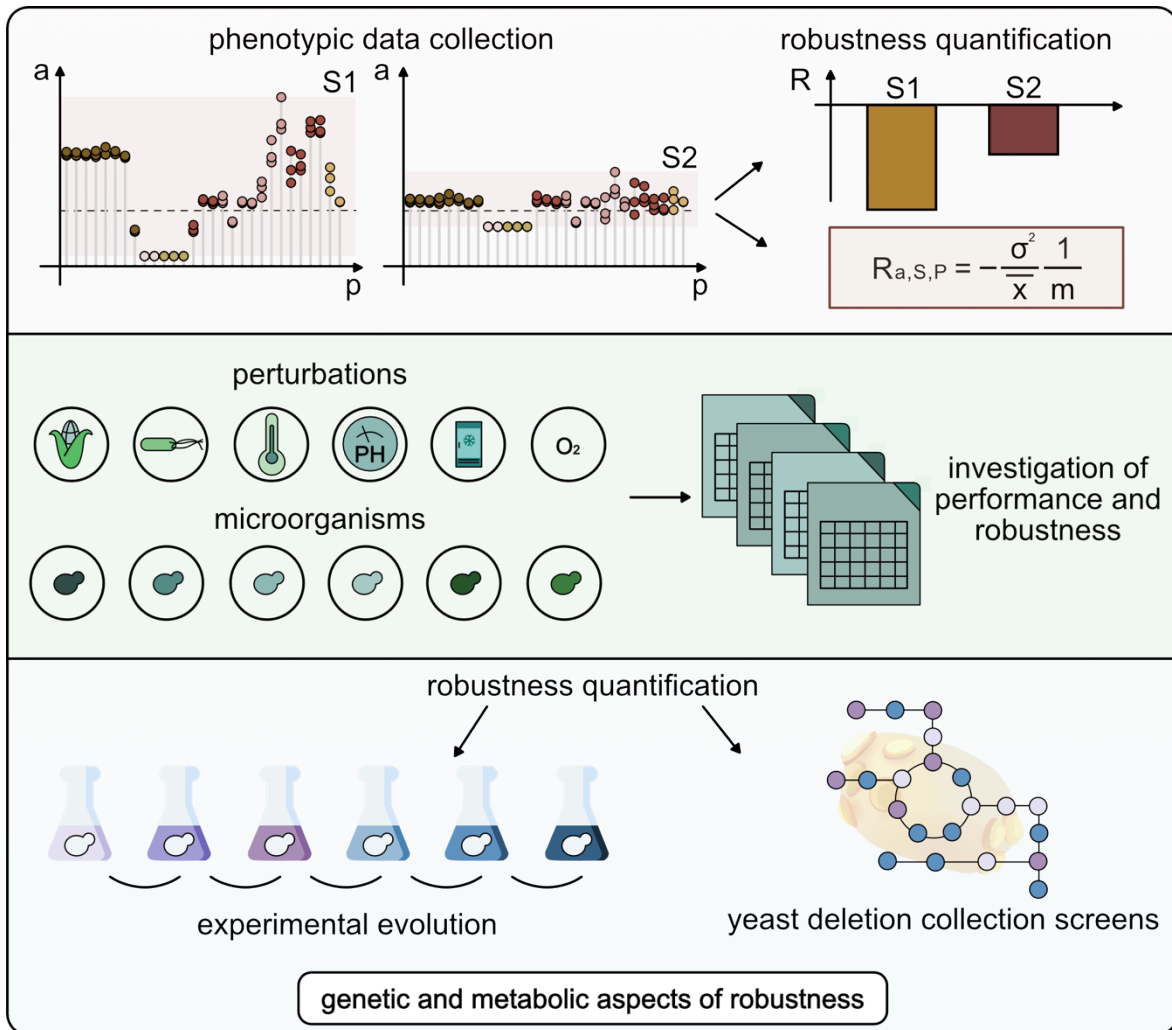 phenotypic data collection
robustness quantification
a
S1
p
a
S2
p
R
S1
S2
Ra,S,P = - σ² / x̄ 1 / m
perturbations
PH
O₂
microorganisms
investigation of
performance and
robustness
robustness quantification
experimental evolution
yeast deletion collection screens
genetic and metabolic aspects of robustness